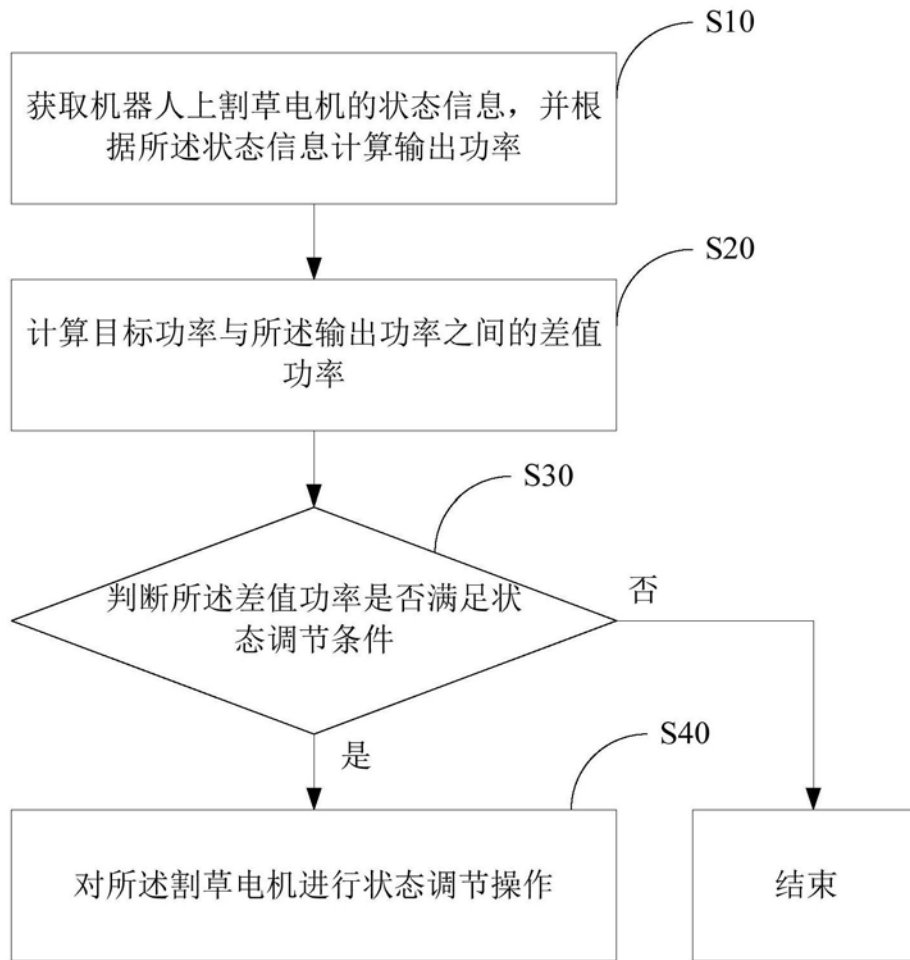 S10
获取机器人上割草电机的状态信息，并根
据所述状态信息计算输出功率
S20
计算目标功率与所述输出功率之间的差值
功率
S30
判断所述差值功率是否满足状
态调节条件
否
是
S40
对所述割草电机进行状态调节操作
结束